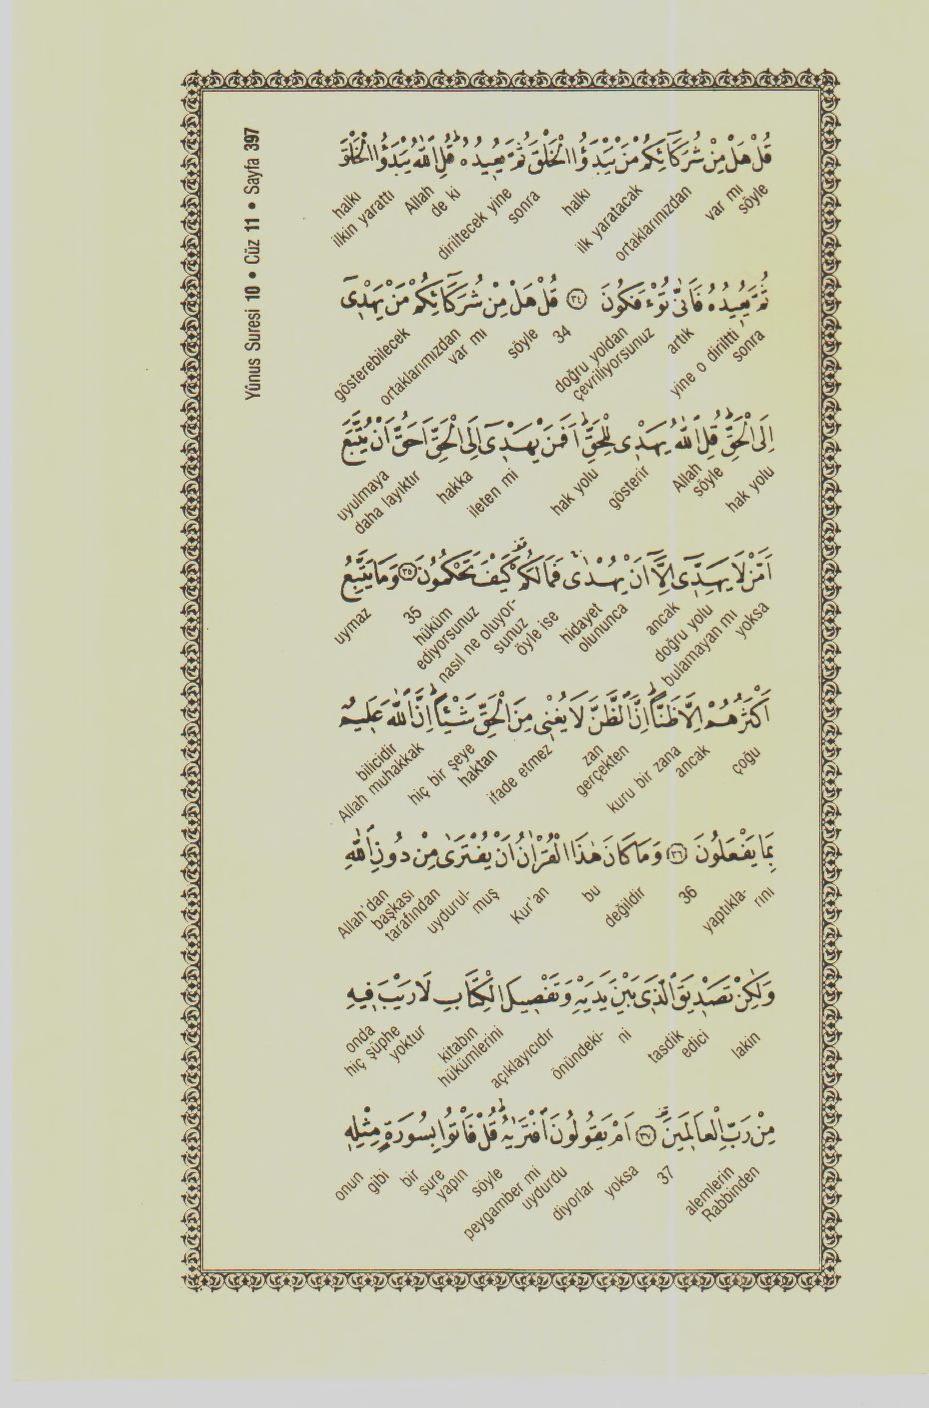 Yûnus Suresi 10 • Cüz 11 • Sayfa 397
قُلْ هَلْ مِنْ شُرَكَٓائِكُمْ مَنْ يَبْدَؤُا الْخَلْقَ ثُمَّ يُع۪يدُهُۜ قُلِ اللّٰهُ يَبْدَؤُا الْخَلْقَ
söyle var mı ortaklarınızdan ilk yaratacak halkı sonra diriltecek yine de ki Allah ilkin yarattı halkı
ثُمَّ يُع۪يدُهُ فَاَنّٰى تُؤْفَكُونَ ﴿٣٤﴾ قُلْ هَلْ مِنْ شُرَكَٓائِكُمْ مَنْ يَهْد۪ٓي
sonra yine o diriltti artık çevriliyorsunuz doğru yoldan 34 söyle var mı ortaklarımızdan gösterebilecek
اِلَى الْحَقِّۜ قُلِ اللّٰهُ يَهْد۪ي لِلْحَقِّۜ اَفَمَنْ يَهْد۪ٓي اِلَى الْحَقِّ اَحَقُّ اَنْ يُتَّبَعَ
hak yolu söyle Allah gösterir hak yolu ileten mi hakka daha layıktır uyulmaya
اَمَّنْ لَا يَهِدّ۪ٓي اِلَّٓا اَنْ يُهْدٰىۚ فَمَا لَكُمْ كَيْفَ تَحْكُمُونَ ﴿٣٥﴾ وَمَا يَتَّبِعُ
yoksa bulamayan mı doğru yolu ancak olununca hidayet öyle ise nasıl ne oluyor-sunuz ediyorsunuz hüküm 35 uymaz
اَكْثَرُهُمْ اِلَّا ظَنًّاۜ اِنَّ الظَّنَّ لَا يُغْن۪ي مِنَ الْحَقِّ شَيْـًٔاۜ اِنَّ اللّٰهَ عَل۪يمٌ
çoğu ancak kuru bir zana gerçekten zan ifade etmez haktan hiç bir şeye Allah muhakkak bilicidir
بِمَا يَفْعَلُونَ ﴿٣٦﴾ وَمَا كَانَ هٰذَا الْقُرْاٰنُ اَنْ يُفْتَرٰى مِنْ دُونِ اللّٰهِ
yaptıkla-rını 36 değildir bu Kur'an uydurul-muş tarafından başkası Allah'dan
وَلٰكِنْ تَصْد۪يقَ الَّذ۪ي بَيْنَ يَدَيْهِ وَتَفْص۪يلَ الْكِتَابِ لَا رَيْبَ ف۪يهِ
lakin tasdik edici önündeki-ni açıklayıcıdır kitabın hükümlerini hiç şüphe yoktur onda
مِنْ رَبِّ الْعَالَم۪ينَ ﴿٣٧﴾ اَمْ يَقُولُونَ افْتَرٰيهُۜ قُلْ فَأْتُوا بِسُورَةٍ مِثْلِه۪
alemlerin Rabbinden 37 yoksa diyorlar uydurdu peygamber mi söyle yapın sure bir gibi onun